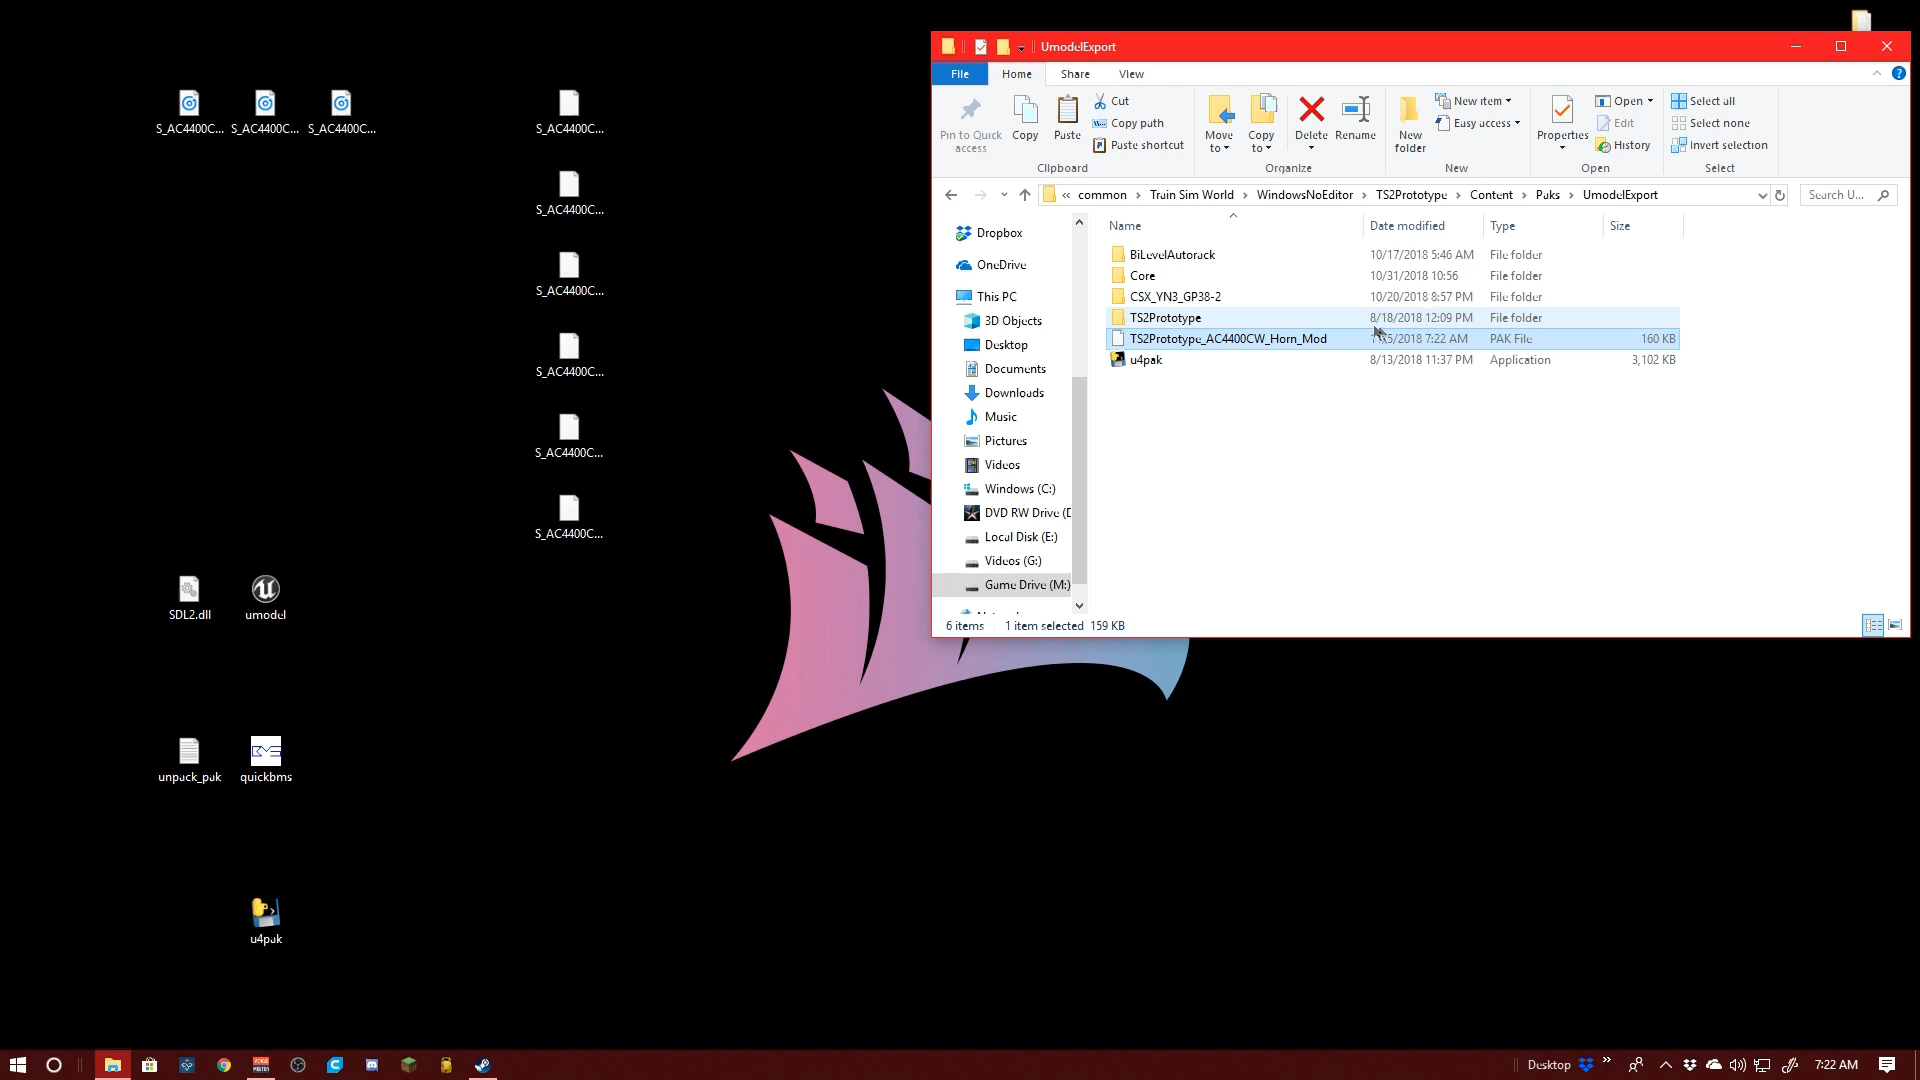 S_AC4400C... S_AC4400C... S_AC4400C...
S_AC4400C...
S_AC4400C...
S_AC4400C...
S_AC4400C...
S_AC4400C...
S_AC4400C...
SDL2.dll
umodel
unpack_pak
quickbms
u4pak
UmodelExport
File Home Share View
Pin to Quick access
Copy
Paste
Cut
Copy path
Paste shortcut
Clipboard
Move to
Copy to
Delete
Rename
Organize
New folder
New item
Easy access
New
Properties
Open
Edit
History
Open
Select all
Select none
Invert selection
Select
« common › Train Sim World › WindowsNoEditor › TS2Prototype › Content › Paks › UmodelExport
Search U...
Dropbox
OneDrive
This PC
3D Objects
Desktop
Documents
Downloads
Music
Pictures
Videos
Windows (C:)
DVD RW Drive (D
Local Disk (E:)
Videos (G:)
Game Drive (M:)
Name Date modified Type Size
BiLevelAutorack 10/17/2018 5:46 AM File folder
Core 10/31/2018 10:56 File folder
CSX_YN3_GP38-2 10/20/2018 8:57 PM File folder
TS2Prototype 8/18/2018 12:09 PM File folder
TS2Prototype_AC4400CW_Horn_Mod 7:22 AM PAK File 160 KB
u4pak 8/13/2018 11:37 PM Application 3,102 KB
6 items 1 item selected 159 KB
Desktop » 7:22 AM